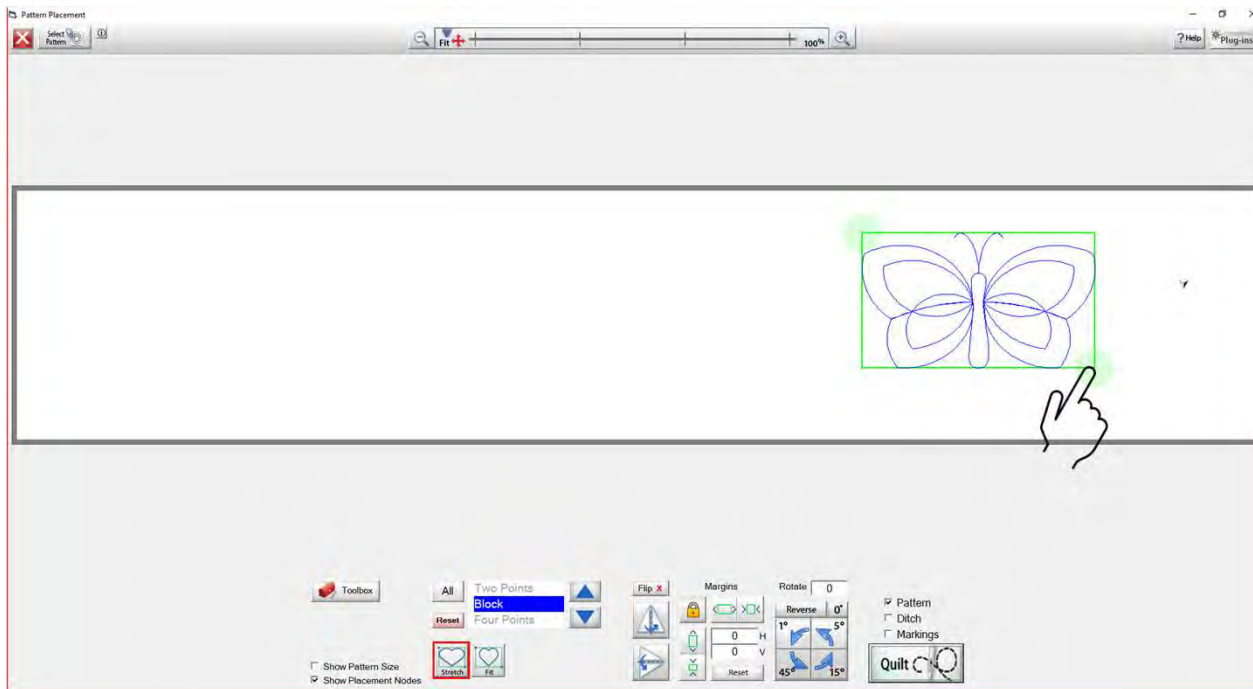 Pattern Placement
Select Pattern
Fit
100%
? Help
Plug-ins
Toolbox
All
Two Points
Block
Four Points
Reset
Stretch
Fit
Show Pattern Size
Show Placement Nodes
Flip X
Margins
0 H
0 V
Reset
Rotate 0
Reverse 0°
1° 5°
45° 15°
Pattern
Ditch
Markings
Quilt